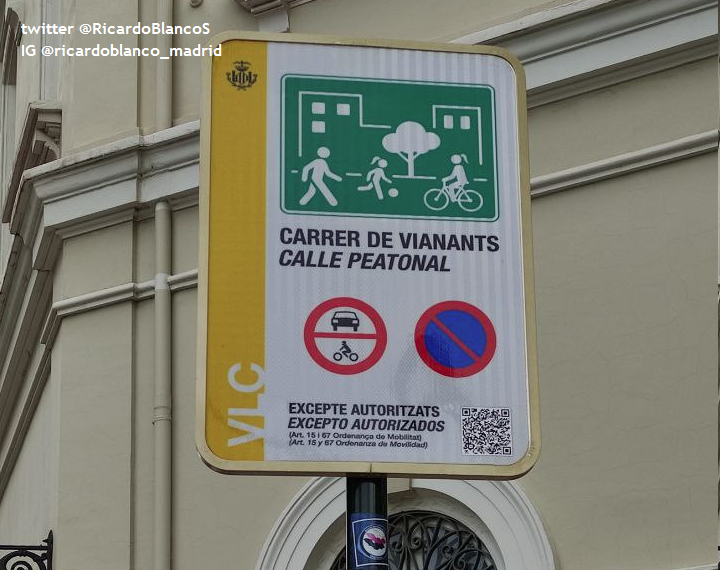 twitter @RicardoBlancoS
IG @ricardoblanco_madrid
CARRER DE VIANANTS
CALLE PEATONAL
VLC
EXCEPTE AUTORITZATS
EXCEPTO AUTORIZADOS
(Art. 15 i 67 Ordenança de Mobilitat)
(Art. 15 y 67 Ordenanza de Movilidad)